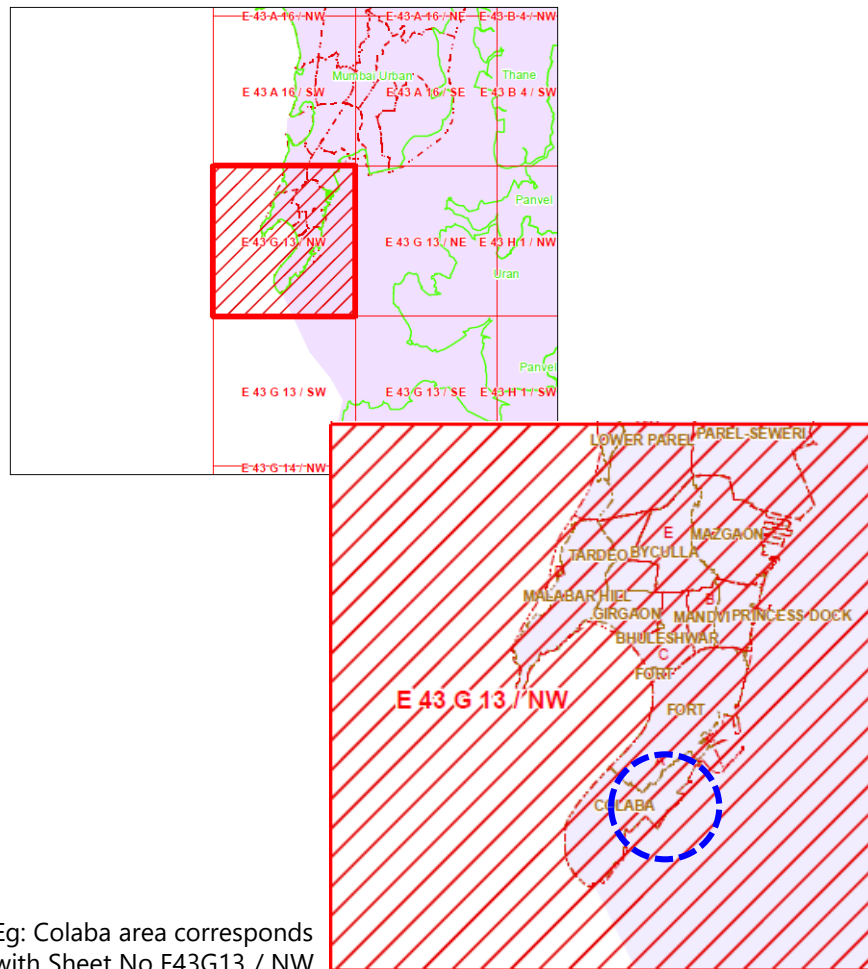 E 43 A 16 / NW E 43 A 16 / NE E 43 B 4 / NW
Mumbai Urban Thane
E 43 A 16 / SW E 43 A 16 / SE E 43 B 4 / SW
Panvel
E 43 G 13 / NW E 43 G 13 / NE E 43 H 1 / NW
Uran
Panvel
E 43 G 13 / SW E 43 G 13 / SE E 43 H 1 / SW
E 43 G 14 / NW
LOWER PAREL PAREL-SEWERI
E MAZGAON
TARDEO BYCULLA
D
MALABAR HILL B
GIRGAON MANDVI PRINCESS DOCK
BHULESHWAR
C
FORT
E 43 G 13 / NW FORT
A
COLABA
Eg: Colaba area corresponds
with Sheet No E43G13 / NW